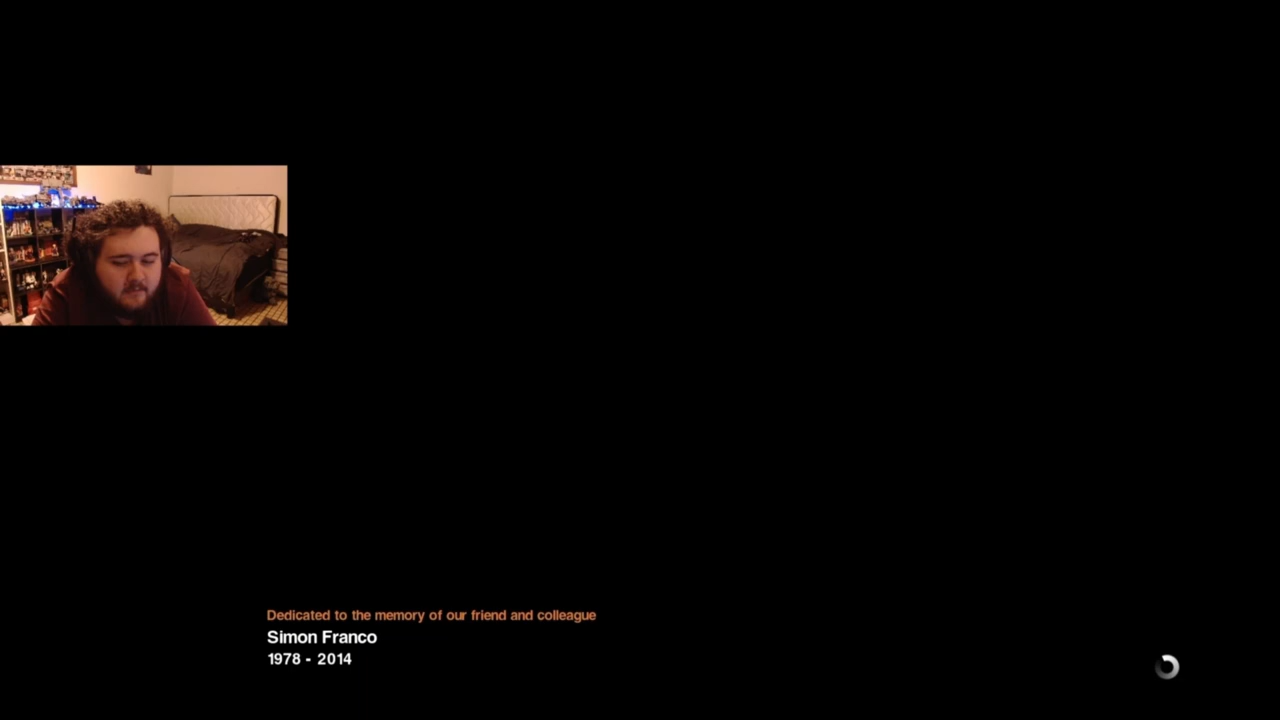 Dedicated to the memory of our friend and colleague
Simon Franco
1978 - 2014